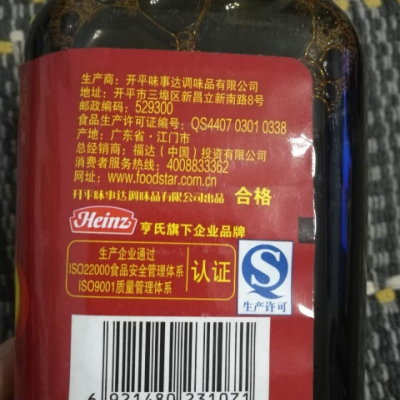 生产商：开平味事达调味品有限公司
地址：开平市三埠区新昌立新南路8号
邮政编码：529300
食品生产许可证编号：QS4407 0301 0338
产地：广东省·江门市
总经销商：福达（中国）投资有限公司
消费者服务热线：4008833362
网址：www.foodstar.com.cn
开平味事达调味品有限公司出品 合格
Heinz 亨氏旗下企业品牌
生产企业通过
ISO22000食品安全管理体系
ISO9001质量管理体系
认证
QS
生产许可
6 921480 231071